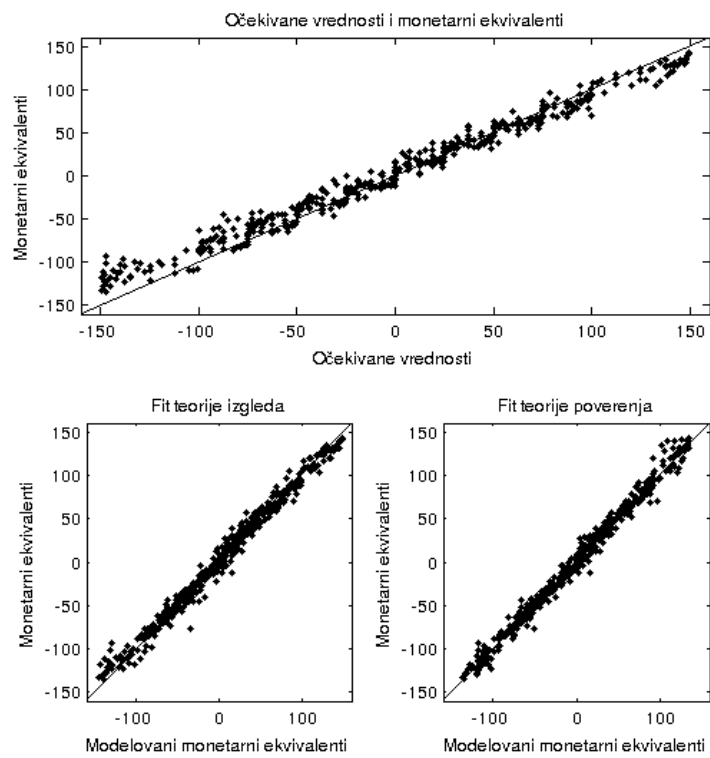 Očekivane vrednosti i monetarni ekvivalenti
150
100
50
0
-50
-100
-150
Monetarni ekvivalenti
-150 -100 -50 0 50 100 150
Očekivane vrednosti
Fit teorije izgleda
150
100
50
0
-50
-100
-150
Monetarni ekvivalenti
-100 0 100
Modelovani monetarni ekvivalenti
Fit teorije poverenja
150
100
50
0
-50
-100
-150
Monetarni ekvivalenti
-100 0 100
Modelovani monetarni ekvivalenti